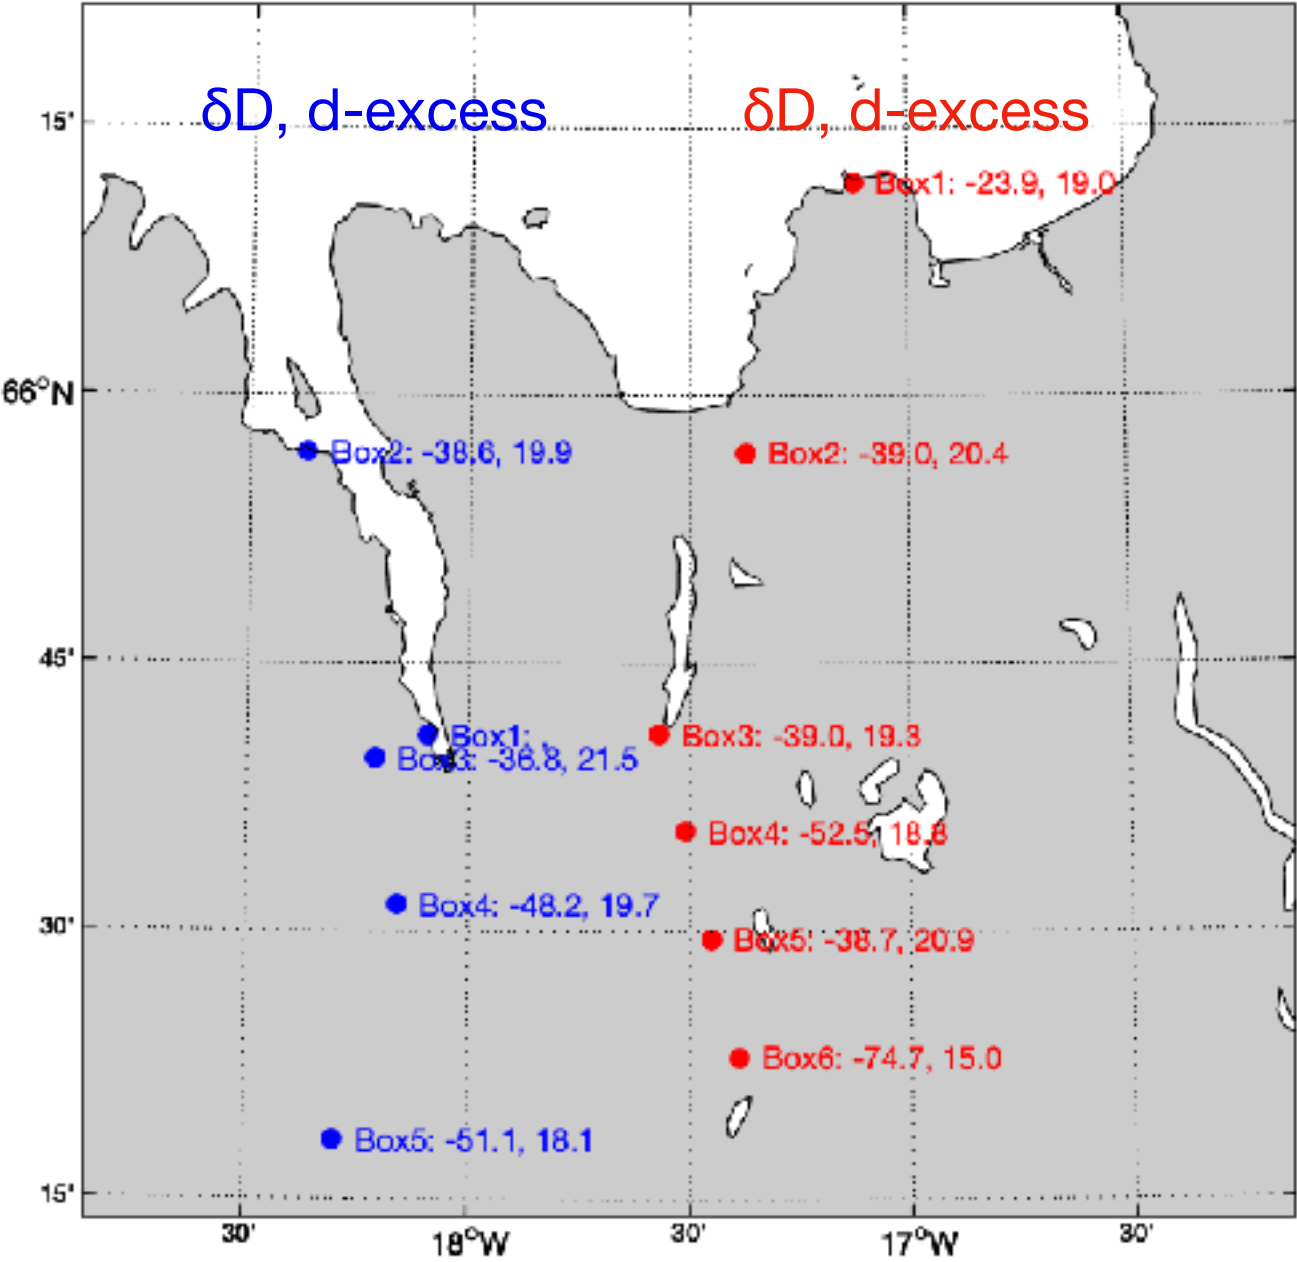 δD, d-excess
δD, d-excess
15'
Box1: -23.9, 19.0
66°N
Box2: -38.6, 19.9
Box2: -39.0, 20.4
45'
Box1: ,
Box3: -36.8, 21.5
Box3: -39.0, 19.3
Box4: -52.5, 18.8
Box4: -48.2, 19.7
30'
Box5: -38.7, 20.9
Box6: -74.7, 15.0
Box5: -51.1, 18.1
15'
30'
18°W
30'
17°W
30'